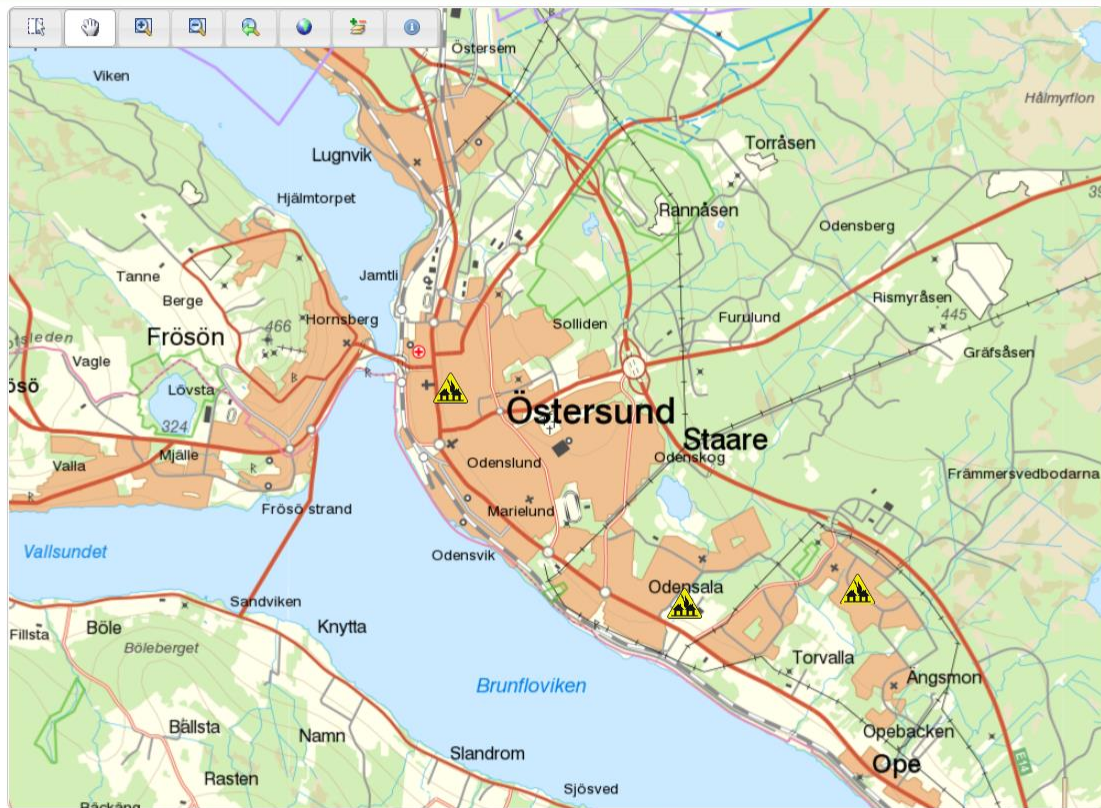 Östersem
Viken
Hålmyrflon
Torråsen
Lugnvik
Hjälmtorpet
Rannåsen
Odensberg
Tanne
Jamtli
Berge
Rismyråsen
Furulund
445
Hornsberg
Solliden
466
Frösön
Gräfsåsen
Vagle
Lövsta
Östersund
324
Staare
Mjälle
Odenslund
Odenskog
Valla
Främmersvedbodarna
Frösö strand
Marielund
Vallsundet
Odensvik
Odensala
Sandviken
Fillsta
Böle
Knytta
Böleberget
Torvalla
Ängsmon
Brunfloviken
Bällsta
Namn
Opebacken
Slandrom
Ope
E14
Rasten
Sjösved